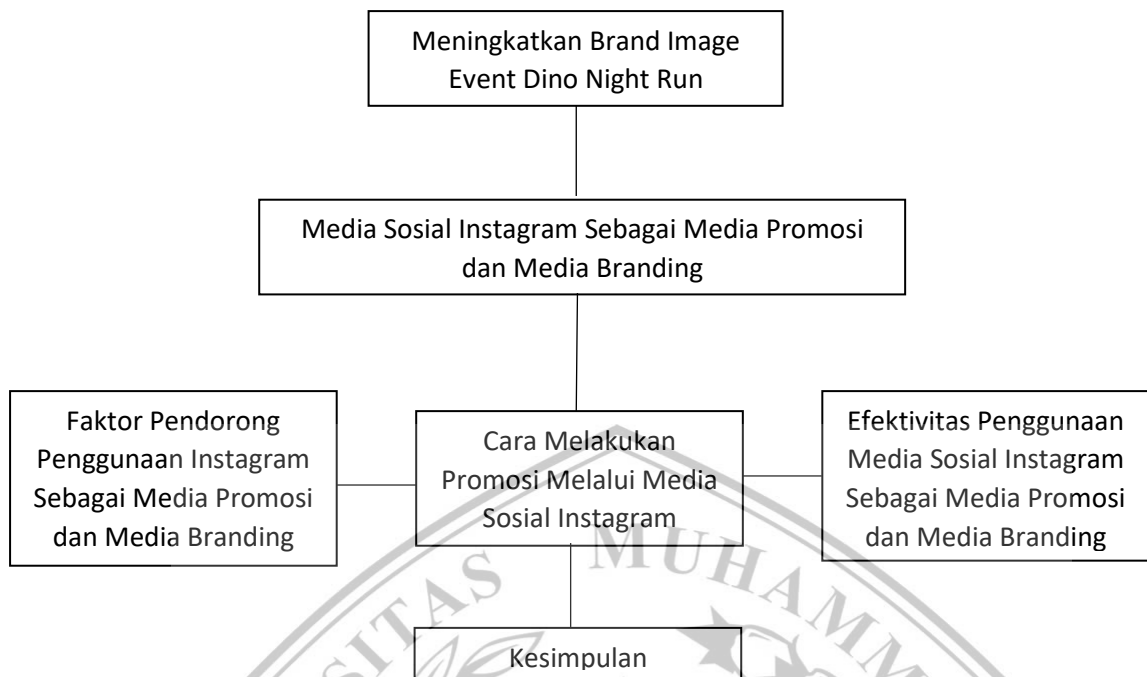 Meningkatkan Brand Image
Event Dino Night Run
Media Sosial Instagram Sebagai Media Promosi
dan Media Branding
Faktor Pendorong
Penggunaan Instagram
Sebagai Media Promosi
dan Media Branding
Cara Melakukan
Promosi Melalui Media
Sosial Instagram
Efektivitas Penggunaan
Media Sosial Instagram
Sebagai Media Promosi
dan Media Branding
Kesimpulan